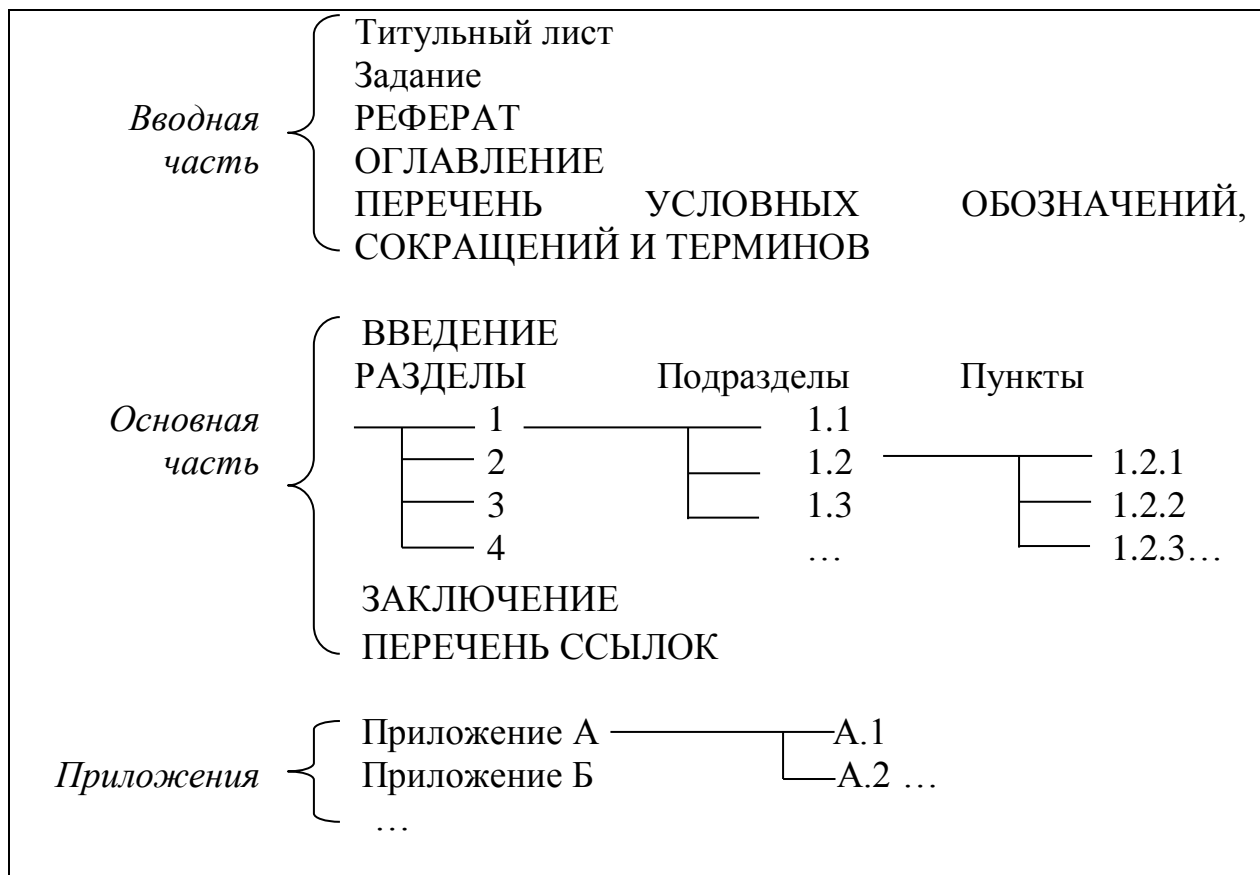 Титульный лист
Задание
Вводная РЕФЕРАТ
часть ОГЛАВЛЕНИЕ
ПЕРЕЧЕНЬ УСЛОВНЫХ ОБОЗНАЧЕНИЙ,
СОКРАЩЕНИЙ И ТЕРМИНОВ
ВВЕДЕНИЕ
РАЗДЕЛЫ Подразделы Пункты
Основная 1 1.1
часть 2 1.2 1.2.1
3 1.3 1.2.2
4 … 1.2.3…
ЗАКЛЮЧЕНИЕ
ПЕРЕЧЕНЬ ССЫЛОК
Приложение А А.1
Приложения Приложение Б А.2 …
…